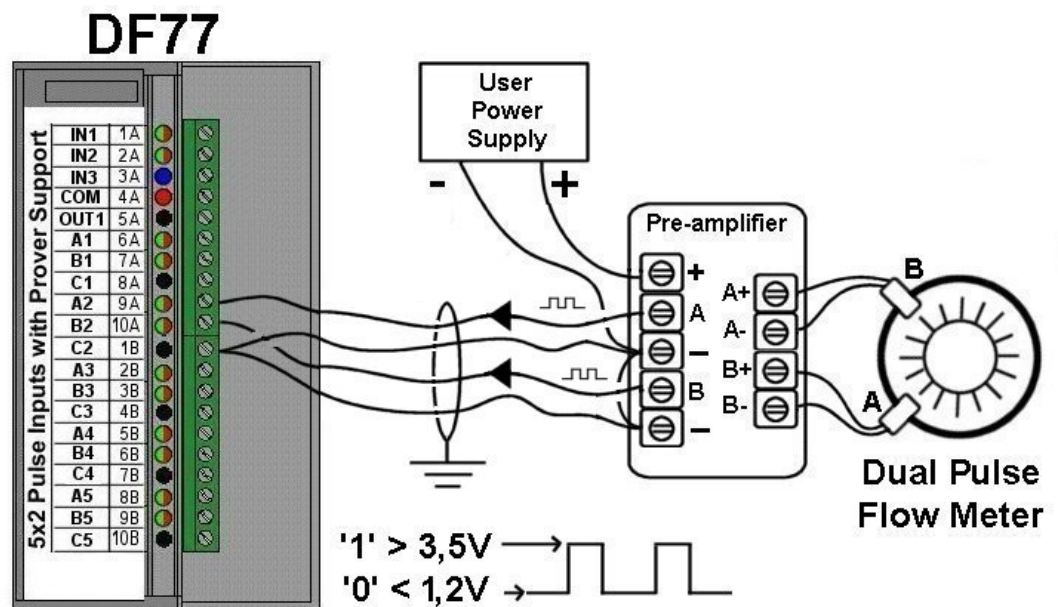 DF77
5x2 Pulse Inputs with Prover Support
IN1 1A
IN2 2A
IN3 3A
COM 4A
OUT1 5A
A1 6A
B1 7A
C1 8A
A2 9A
B2 10A
C2 1B
A3 2B
B3 3B
C3 4B
A4 5B
B4 6B
C4 7B
A5 8B
B5 9B
C5 10B
User
Power
Supply
- +
Pre-amplifier
+
A
−
B
−
A+
A-
B+
B-
B
A
Dual Pulse
Flow Meter
'1' > 3,5V
'0' < 1,2V